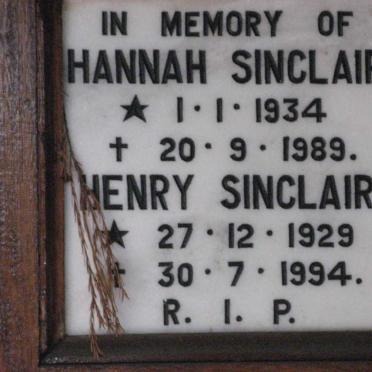 IN MEMORY OF
HANNAH SINCLAIR
★ 1·1·1934
✝ 20·9·1989.
HENRY SINCLAIR
★ 27·12·1929
✝ 30·7·1994.
R. I. P.